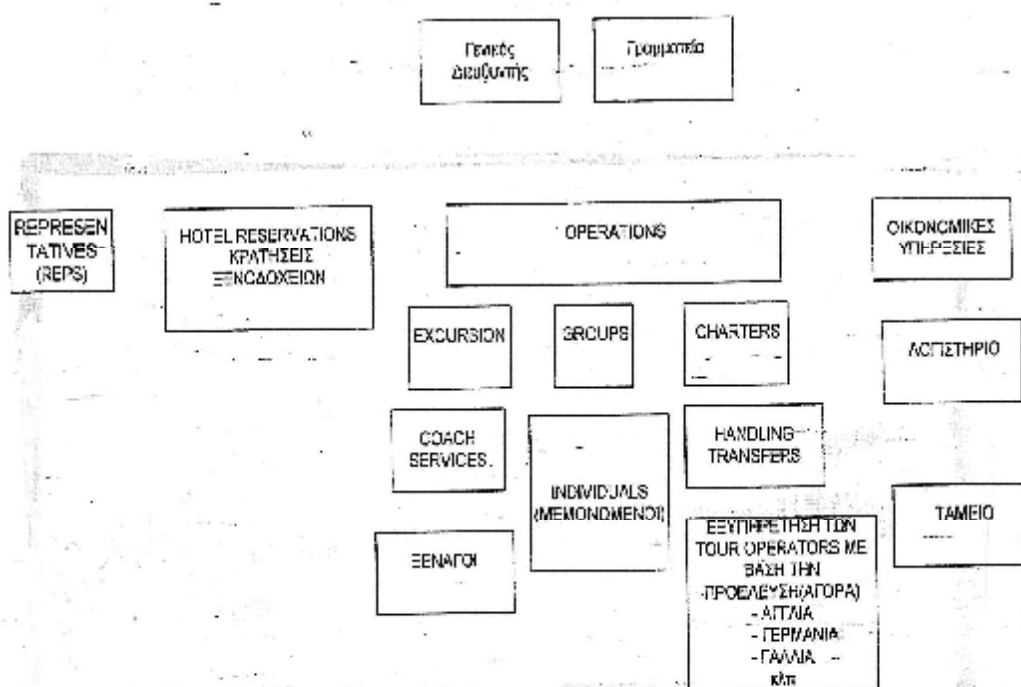 Γενικός
Διευθυντής
Γραμματεία
REPRESEN
TATIVES
(REPS)
HOTEL RESERVATIONS
ΚΡΑΤΗΣΕΙΣ
ΞΕΝΟΔΟΧΕΙΩΝ
OPERATIONS
ΟΙΚΟΝΟΜΙΚΕΣ
ΥΠΗΡΕΣΙΕΣ
EXCURSION
GROUPS
CHARTERS
ΛΟΓΙΣΤΗΡΙΟ
COACH
SERVICES
INDIVIDUALS
(ΜΕΜΟΝΩΜΕΝΟΙ)
HANDLING
TRANSFERS
ΞΕΝΑΓΟΙ
ΕΞΥΠΗΡΕΤΗΣΗ ΤΩΝ
TOUR OPERATORS ΜΕ
ΒΑΣΗ ΤΗΝ
ΠΡΟΕΛΕΥΣΗ(ΑΓΟΡΑ)
- ΑΓΓΛΙΑ
- ΓΕΡΜΑΝΙΑ
- ΓΑΛΛΙΑ
κλπ
ΤΑΜΕΙΟ